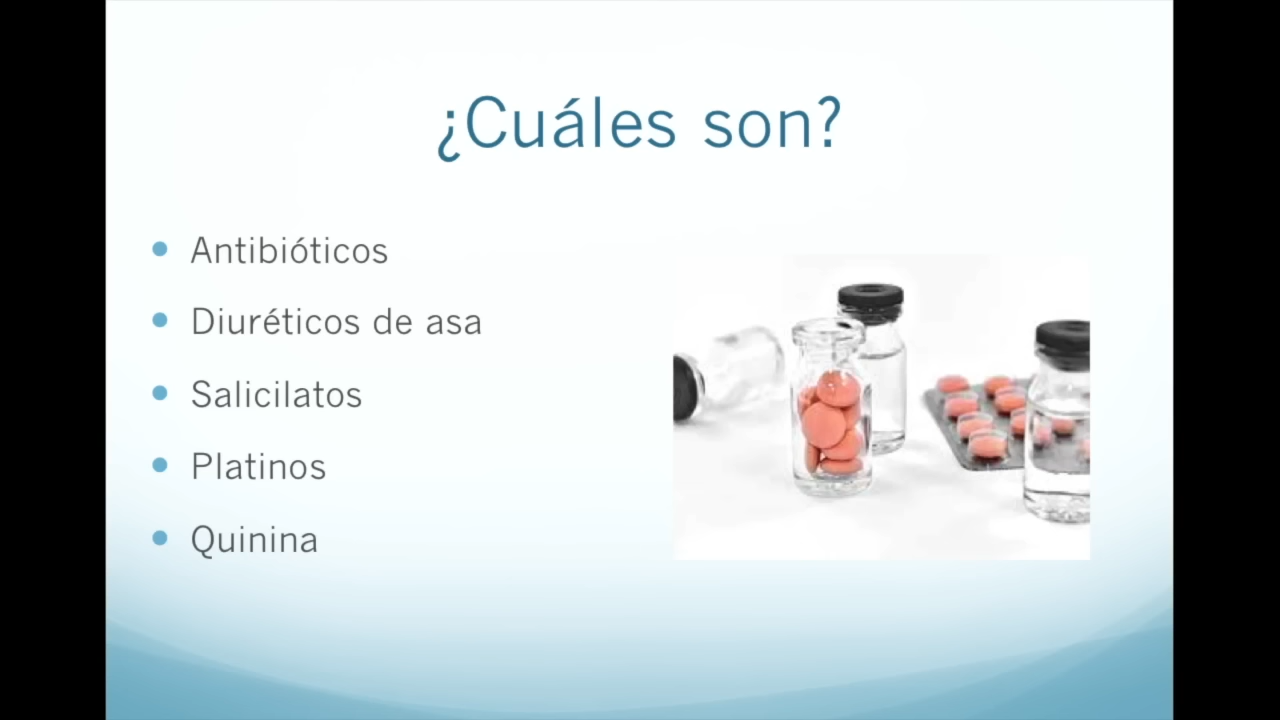 ¿Cuáles son?
Antibióticos
Diuréticos de asa
Salicilatos
Platinos
Quinina